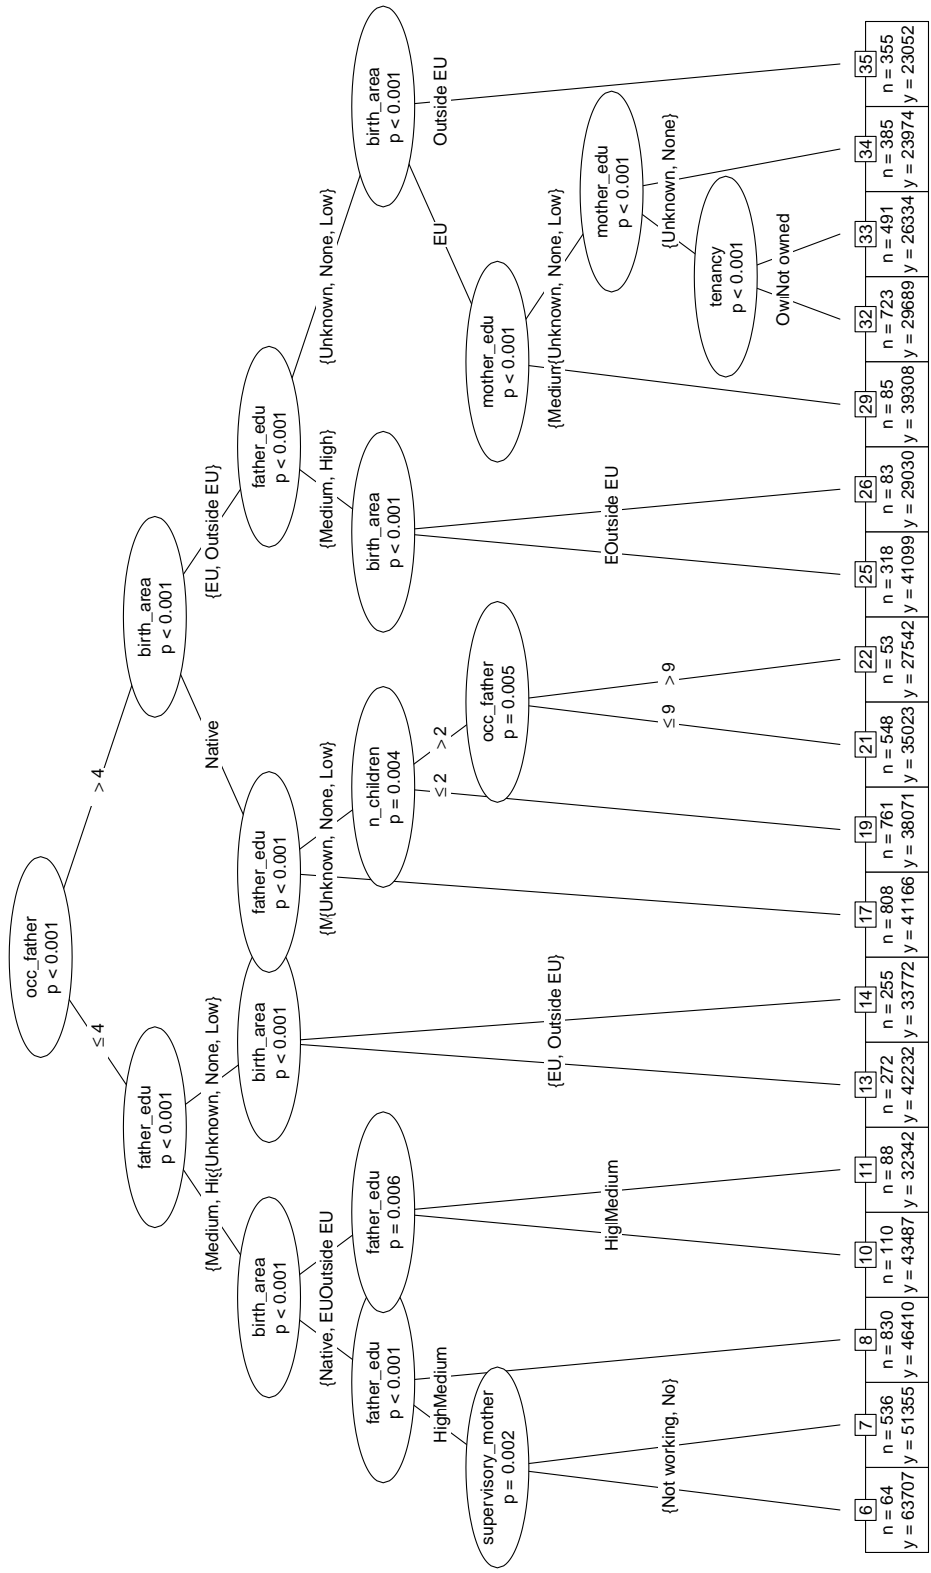 occ_father
p < 0.001
≤ 4
> 4
father_edu
p < 0.001
{Medium, Hig
{Unknown, None, Low}
birth_area
p < 0.001
{Native, EU
Outside EU
father_edu
p < 0.001
High
Medium
supervisory_mother
p = 0.002
{Not working, No}
father_edu
p = 0.006
Higl
Medium
birth_area
p < 0.001
{EU, Outside EU}
birth_area
p < 0.001
Native
{EU, Outside EU}
father_edu
p < 0.001
{M
{Unknown, None, Low}
n_children
p = 0.004
≤ 2
> 2
occ_father
p = 0.005
≤ 9
> 9
father_edu
p < 0.001
{Medium, High}
{Unknown, None, Low}
birth_area
p < 0.001
E
Outside EU
birth_area
p < 0.001
EU
Outside EU
mother_edu
p < 0.001
{Medium
{Unknown, None, Low}
mother_edu
p < 0.001
{Unknown, None}
tenancy
p < 0.001
Ow
Not owned
6
n = 64
y = 63707
7
n = 536
y = 51355
8
n = 830
y = 46410
10
n = 110
y = 43487
11
n = 88
y = 32342
13
n = 272
y = 42232
14
n = 255
y = 33772
17
n = 808
y = 41166
19
n = 761
y = 38071
21
n = 548
y = 35023
22
n = 53
y = 27542
25
n = 318
y = 41099
26
n = 83
y = 29030
29
n = 85
y = 39308
32
n = 723
y = 29689
33
n = 491
y = 26334
34
n = 385
y = 23974
35
n = 355
y = 23052